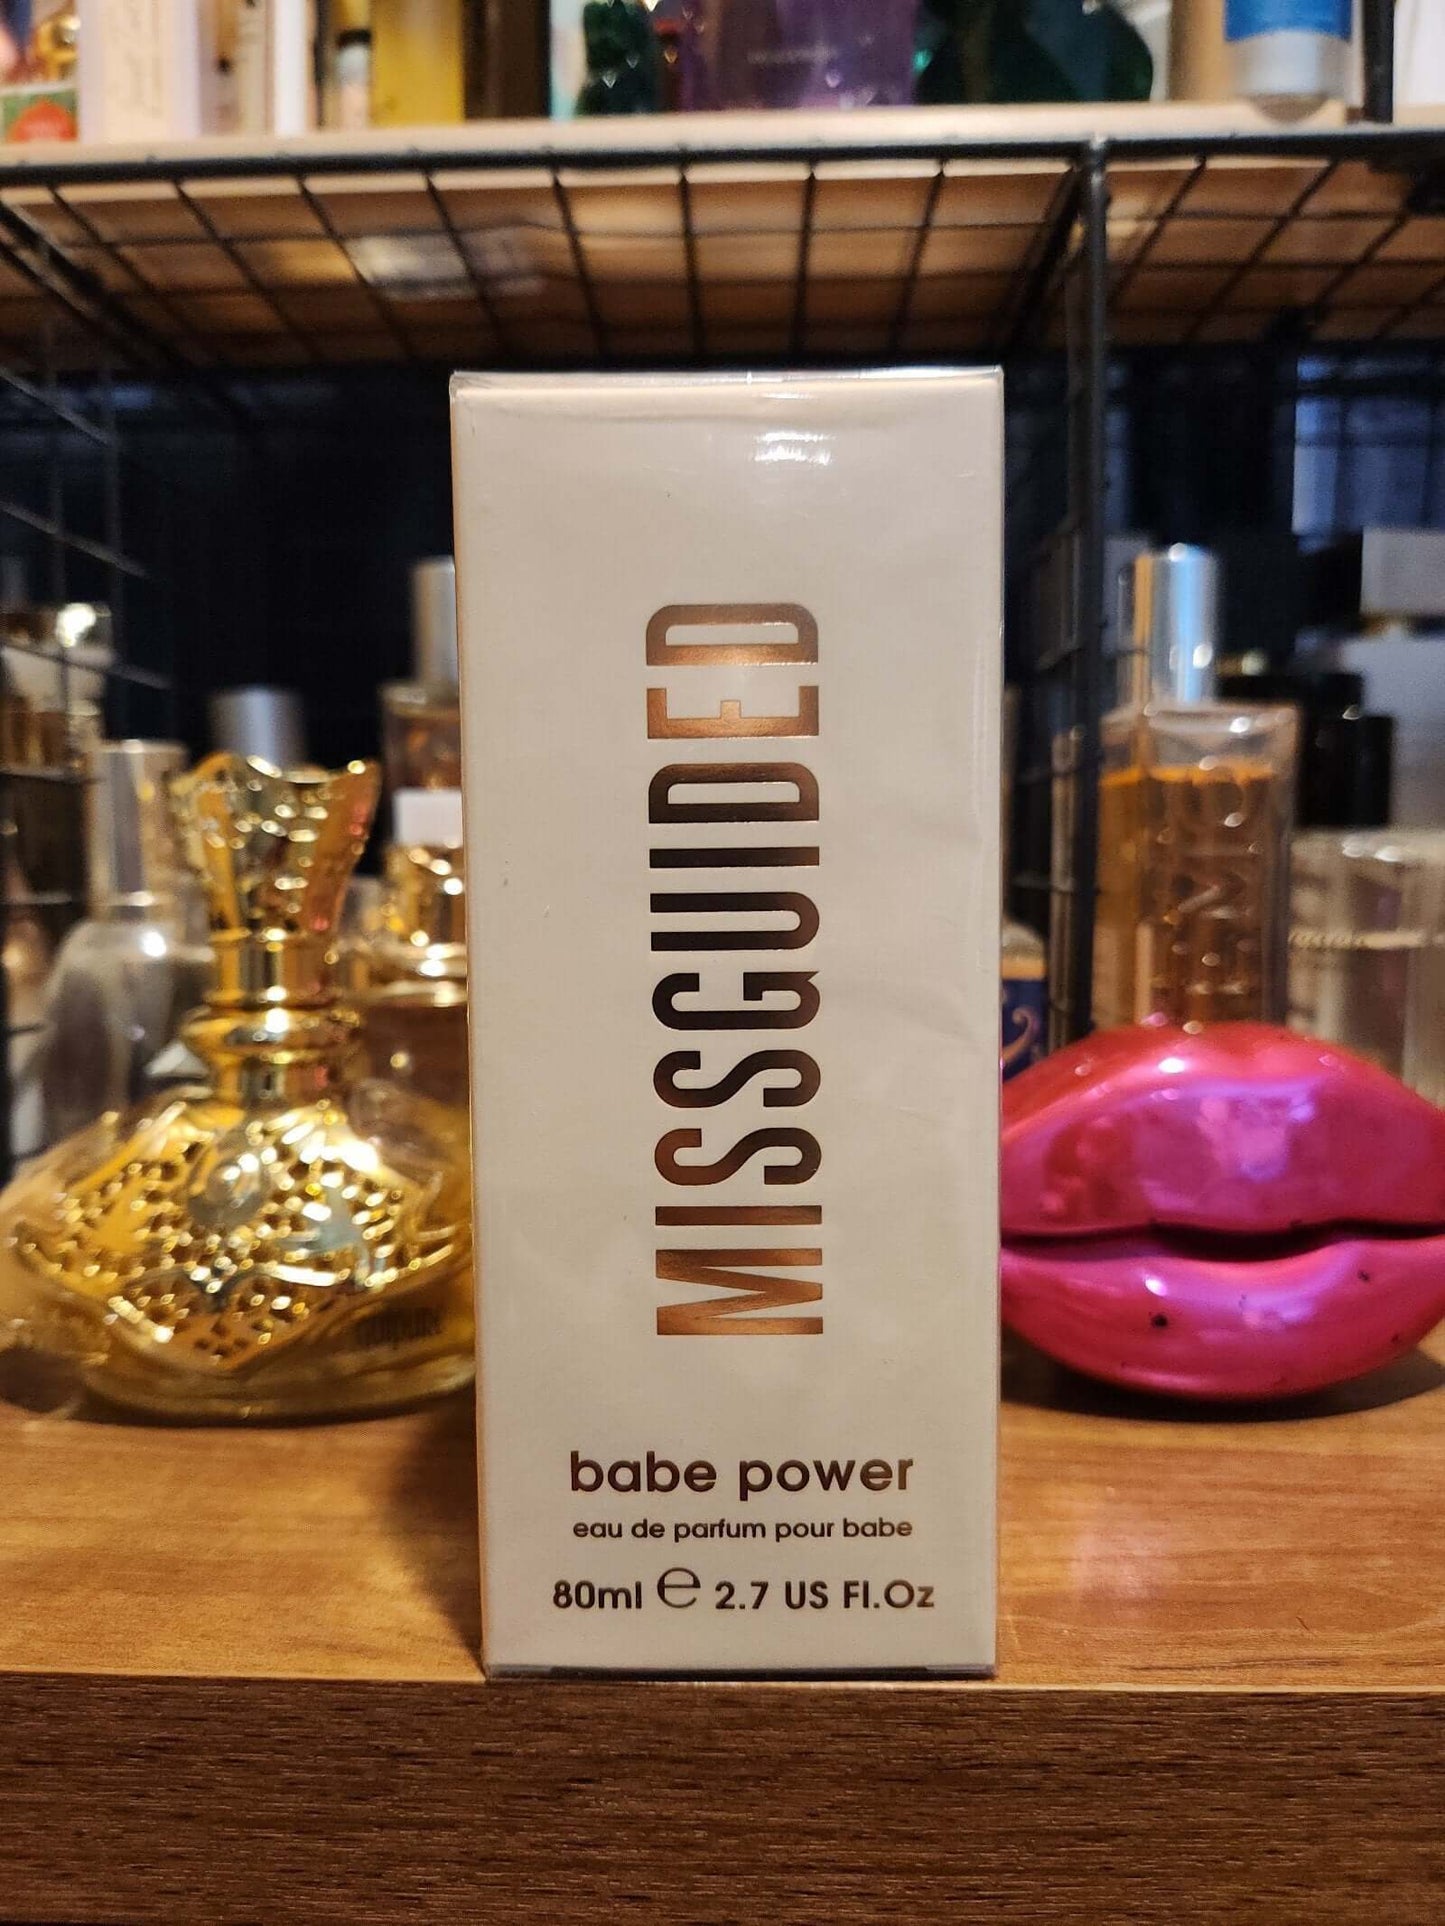 MISSGUIDED
babe power
eau de parfum pour babe
80ml ℮ 2.7 US Fl.Oz